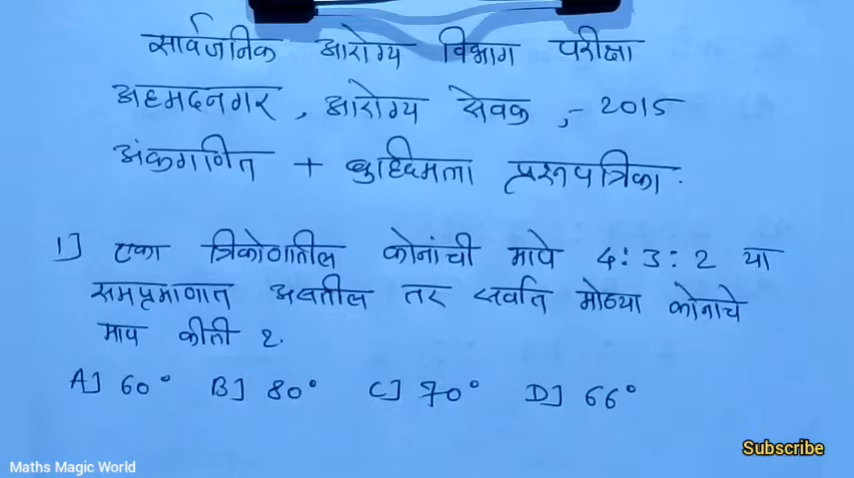 सार्वजनिक आरोग्य विभाग परीक्षा
अहमदनगर, आरोग्य सेवक,- 2015
अंकगणित + बुद्धिमत्ता प्रश्नपत्रिका.
1] एका त्रिकोणातील कोनांची मापे 4:3:2 या
समप्रमाणात असतील तर सर्वात मोठ्या कोनाचे
माप कीती ?.
A] 60° B] 80° C] 70° D] 66°
Subscribe
Maths Magic World